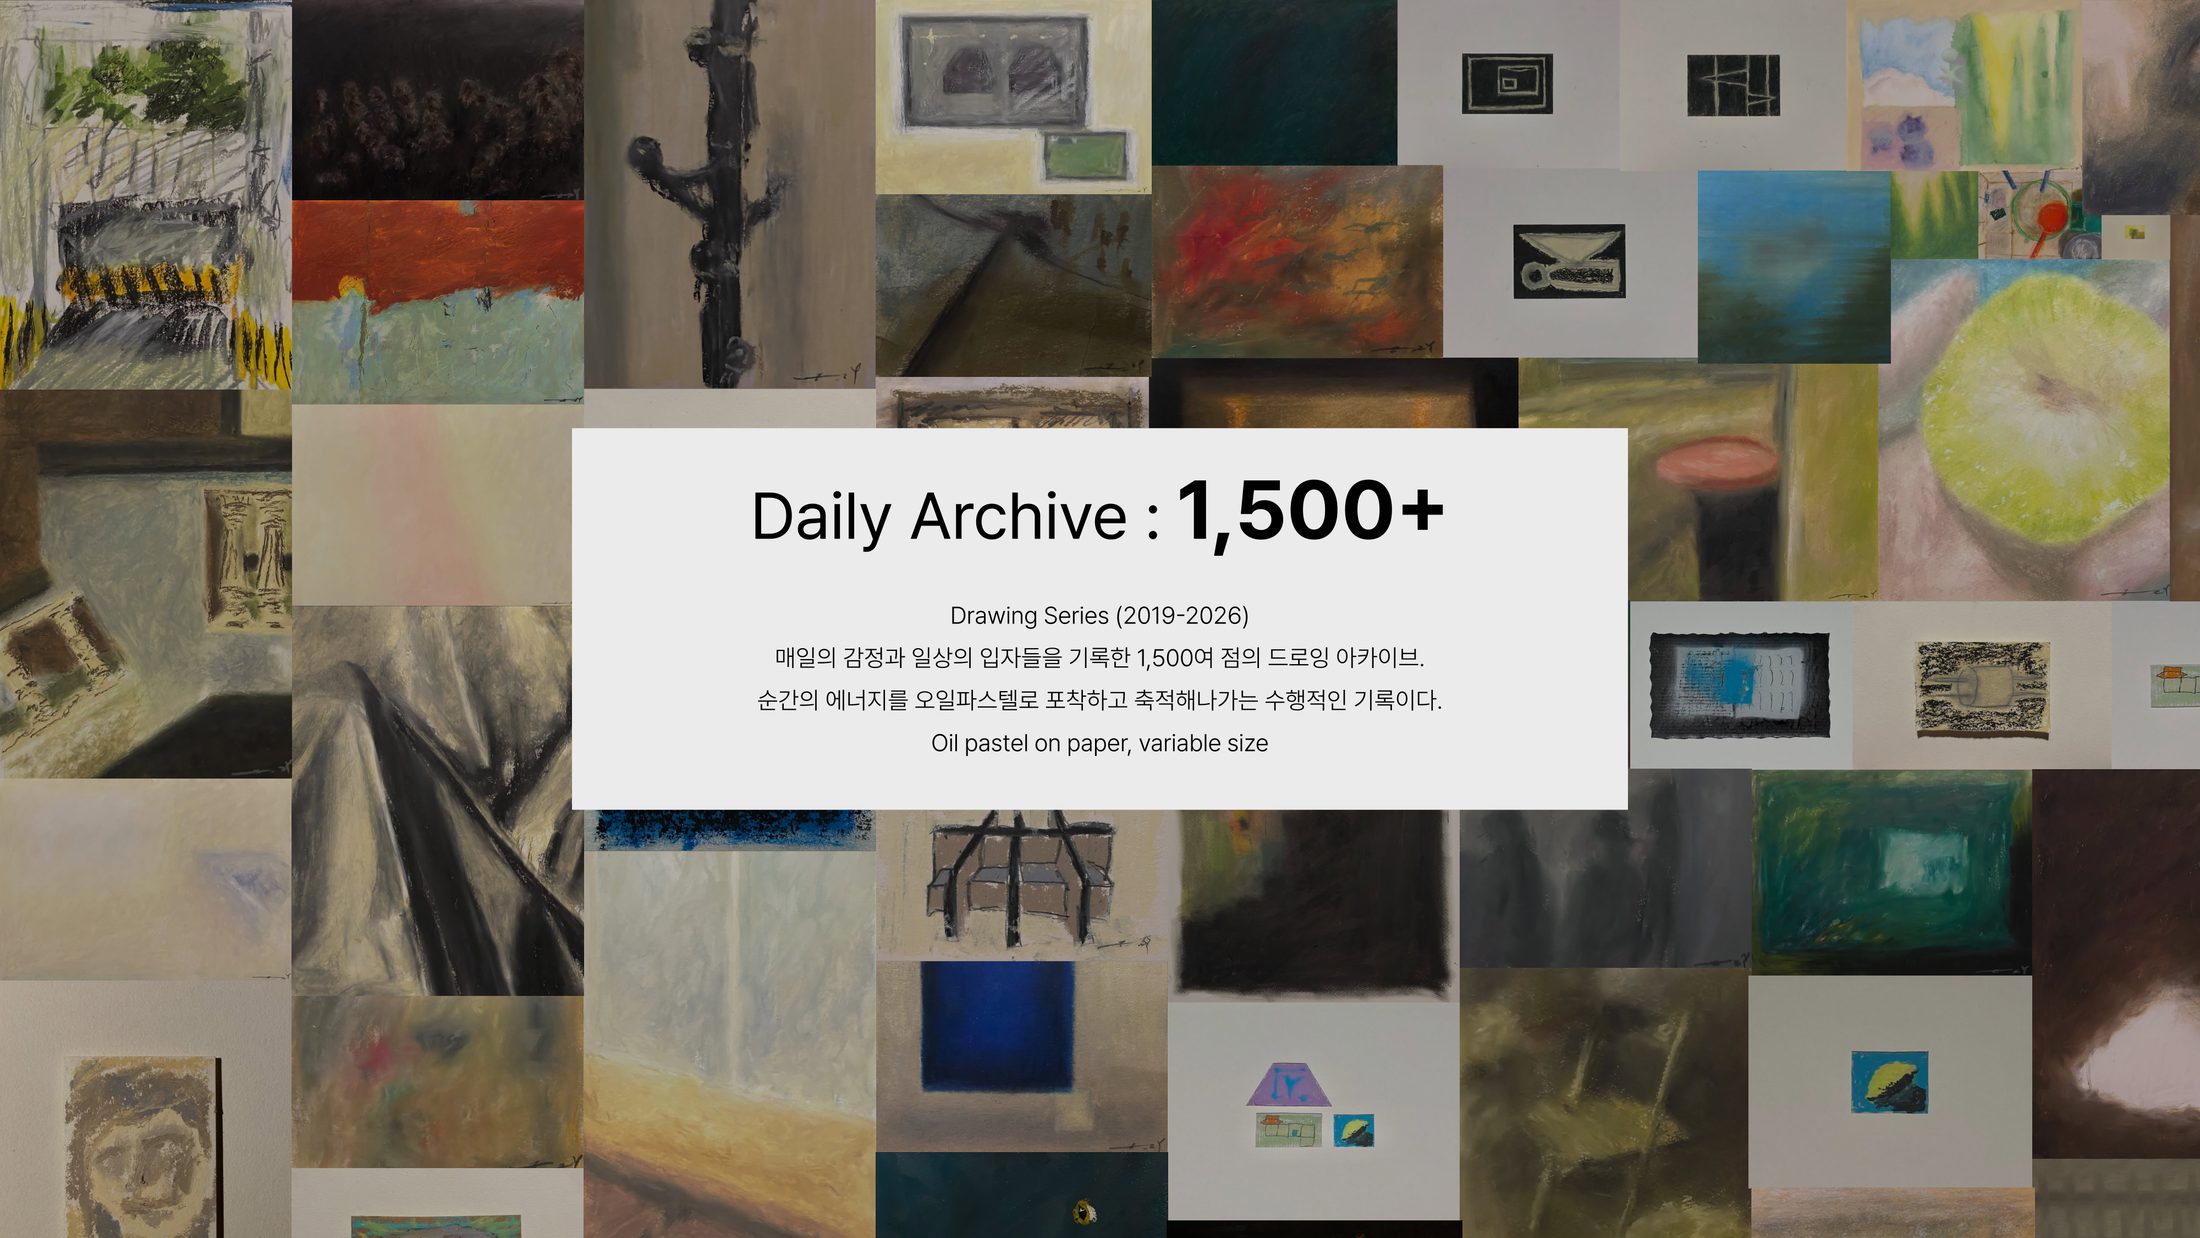 Daily Archive : 1,500+
Drawing Series (2019-2026)
매일의 감정과 일상의 입자들을 기록한 1,500여 점의 드로잉 아카이브.
순간의 에너지를 오일파스텔로 포착하고 축적해나가는 수행적인 기록이다.
Oil pastel on paper, variable size